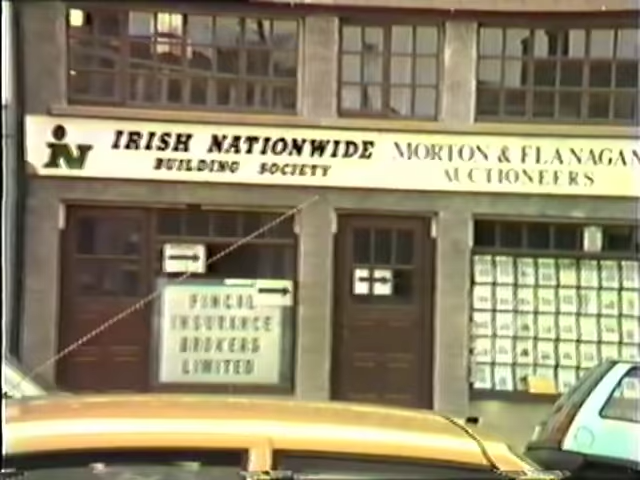 IRISH NATIONWIDE
BUILDING SOCIETY
MORTON & FLANAGAN
AUCTIONEERS
FINGAL
INSURANCE
BROKERS
LIMITED